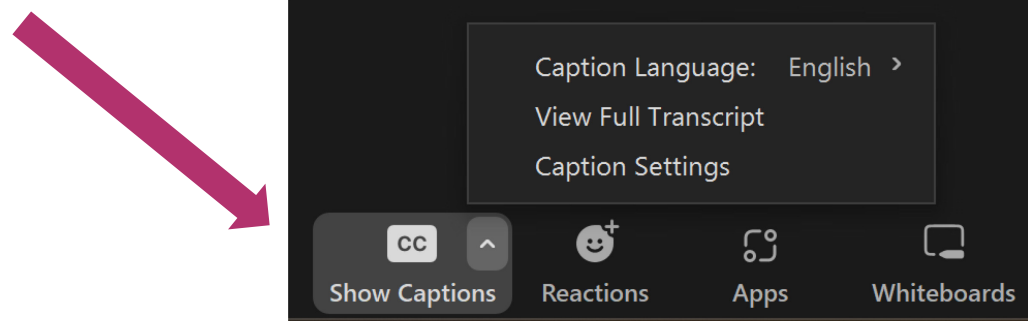 Caption Language: English >
View Full Transcript
Caption Settings
CC
Show Captions Reactions Apps Whiteboards